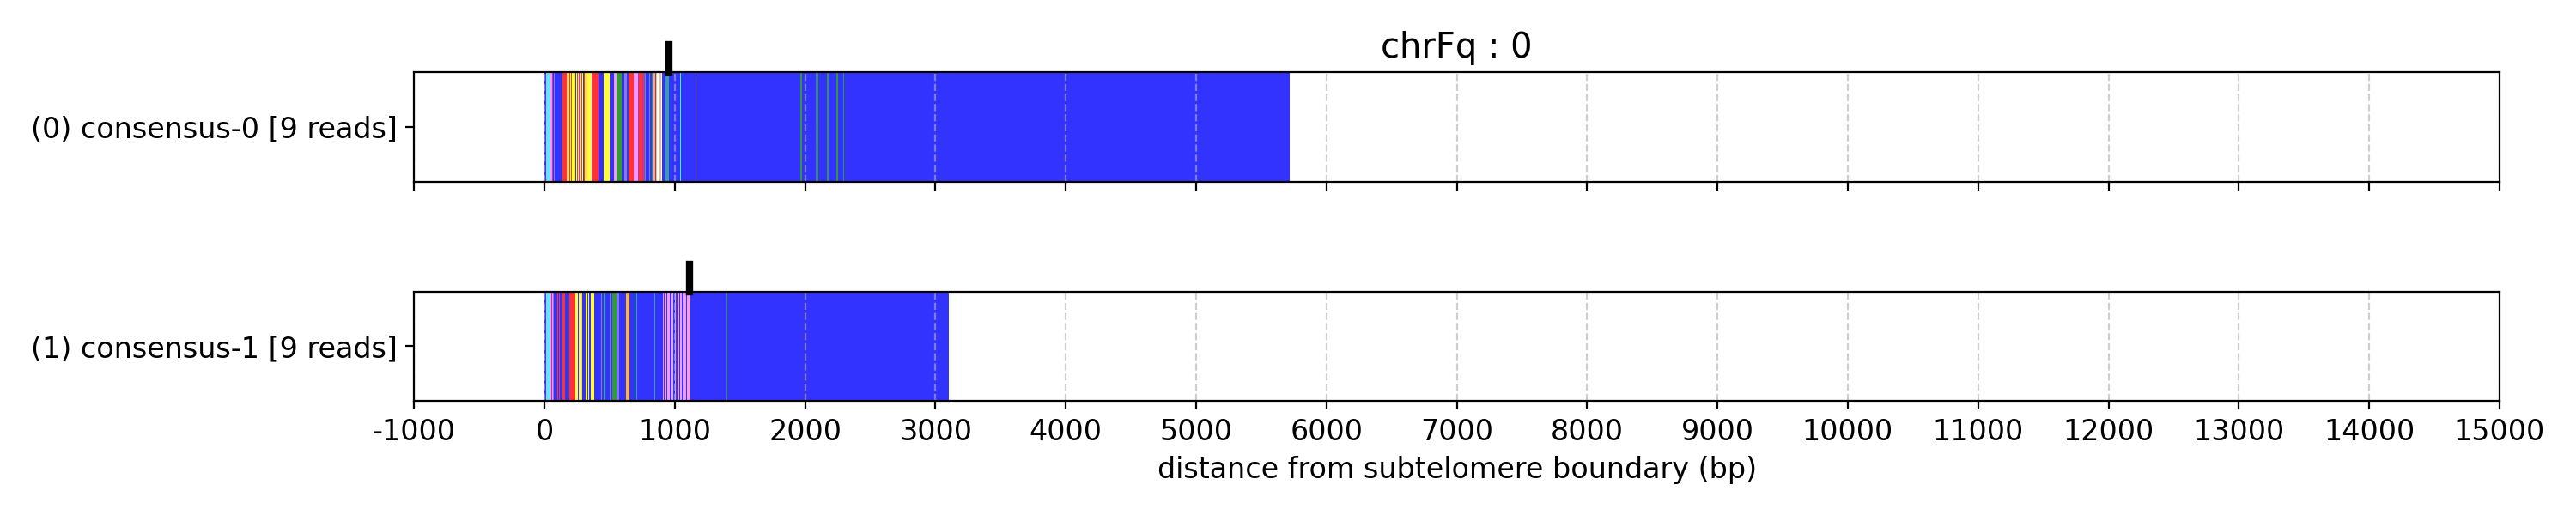 chrFq : 0
(0) consensus-0 [9 reads]
(1) consensus-1 [9 reads]
-1000 0 1000 2000 3000 4000 5000 6000 7000 8000 9000 10000 11000 12000 13000 14000 15000
distance from subtelomere boundary (bp)